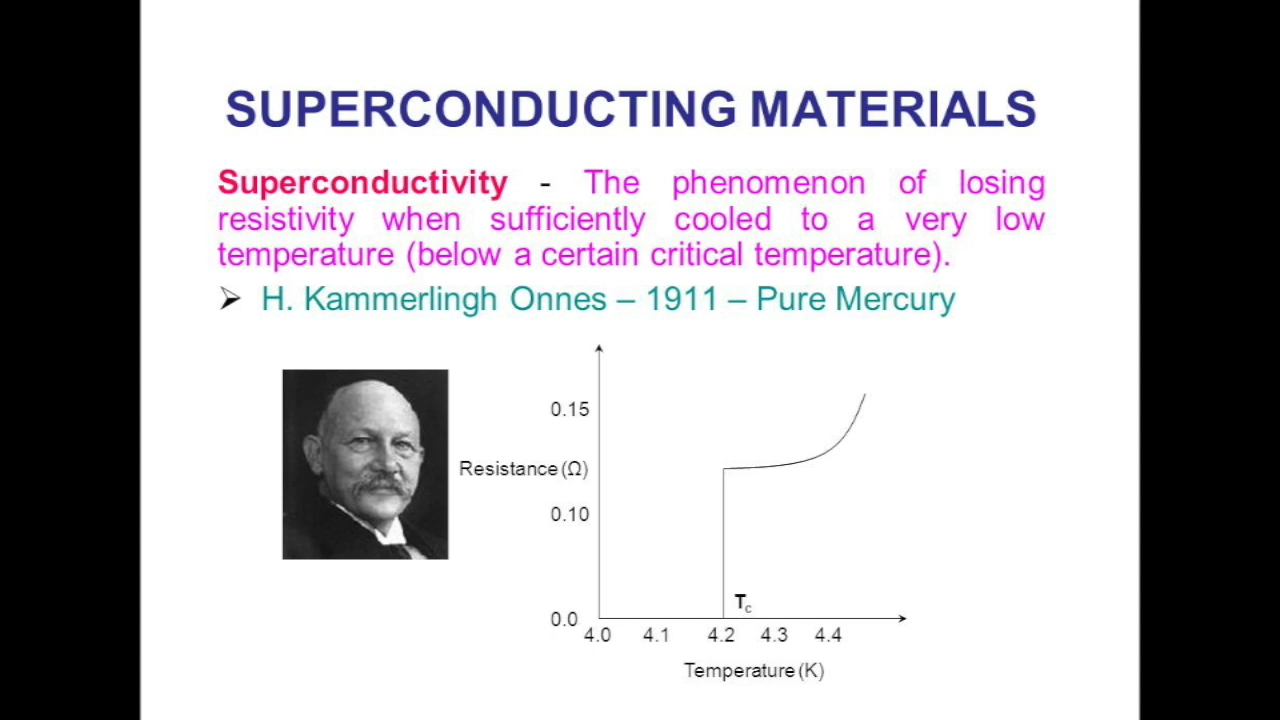 SUPERCONDUCTING MATERIALS
Superconductivity - The phenomenon of losing
resistivity when sufficiently cooled to a very low
temperature (below a certain critical temperature).
➢ H. Kammerlingh Onnes – 1911 – Pure Mercury
0.15
Resistance (Ω)
0.10
Tc
0.0
4.0 4.1 4.2 4.3 4.4
Temperature (K)